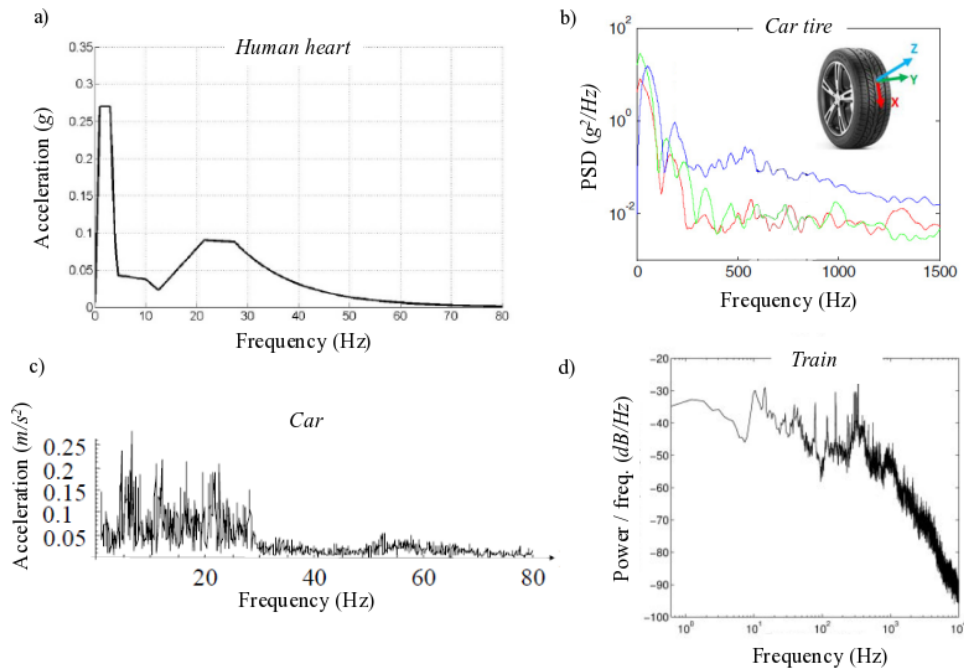 a)
Human heart
Acceleration (g)
0.35
0.3
0.25
0.2
0.15
0.1
0.05
0
0 10 20 30 40 50 60 70 80
Frequency (Hz)
b)
Car tire
PSD (g²/Hz)
10²
10⁰
10⁻²
Z
Y
X
0 500 1000 1500
Frequency (Hz)
c)
Car
Acceleration (m/s²)
0.25
0.2
0.15
0.1
0.05
20 40 60 80
Frequency (Hz)
d)
Train
Power / freq. (dB/Hz)
-20
-30
-40
-50
-60
-70
-80
-90
-100
10⁰ 10¹ 10² 10³
Frequency (Hz)